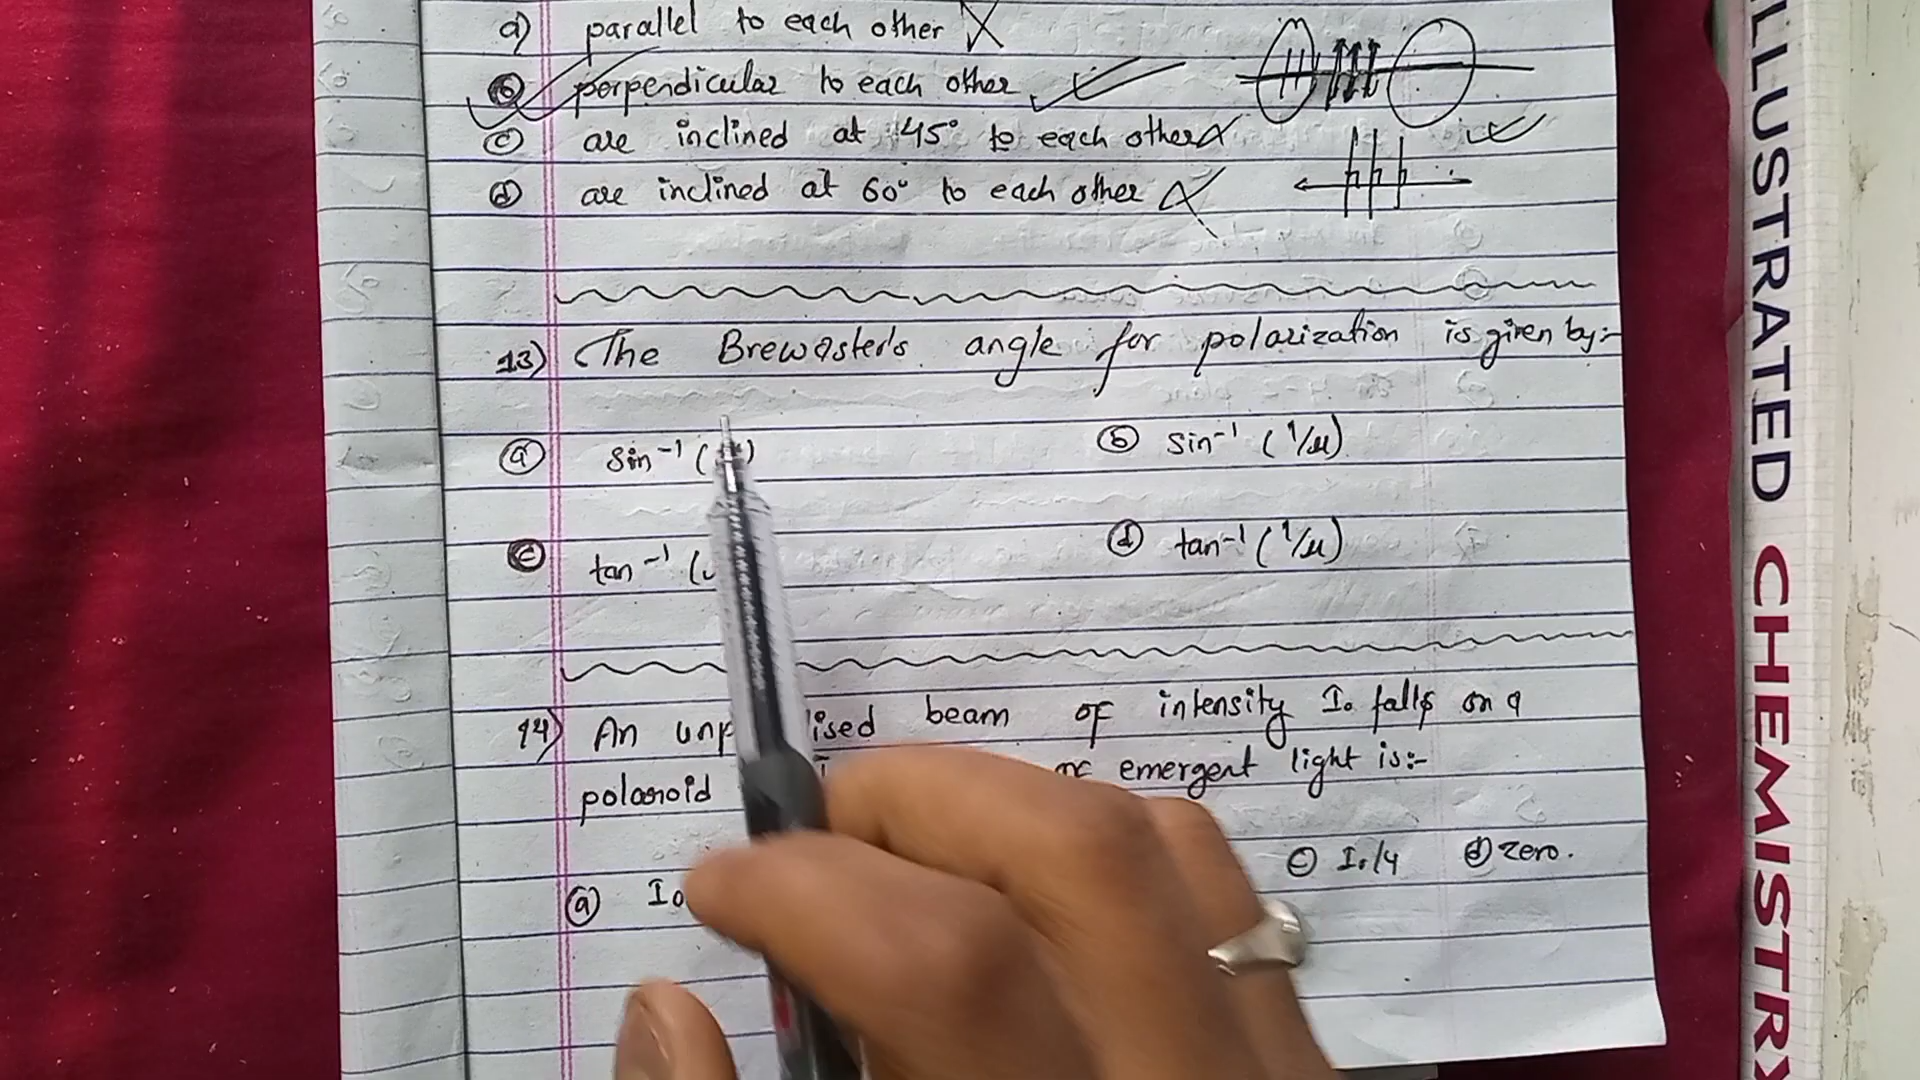 a) parallel to each other
b) perpendicular to each other
c) are inclined at 45° to each other
d) are inclined at 60° to each other
13) The Brewster's angle for polarization is given by:-
a) sin⁻¹ ( ) b) sin⁻¹ (1/μ)
c) tan⁻¹ ( d) tan⁻¹ (1/μ)
14) An beam of intensity I₀ falls on a
polaroid emergent light is:-
a) I₀ c) I₀/4 d) zero.
ILLUSTRATED CHEMISTRY